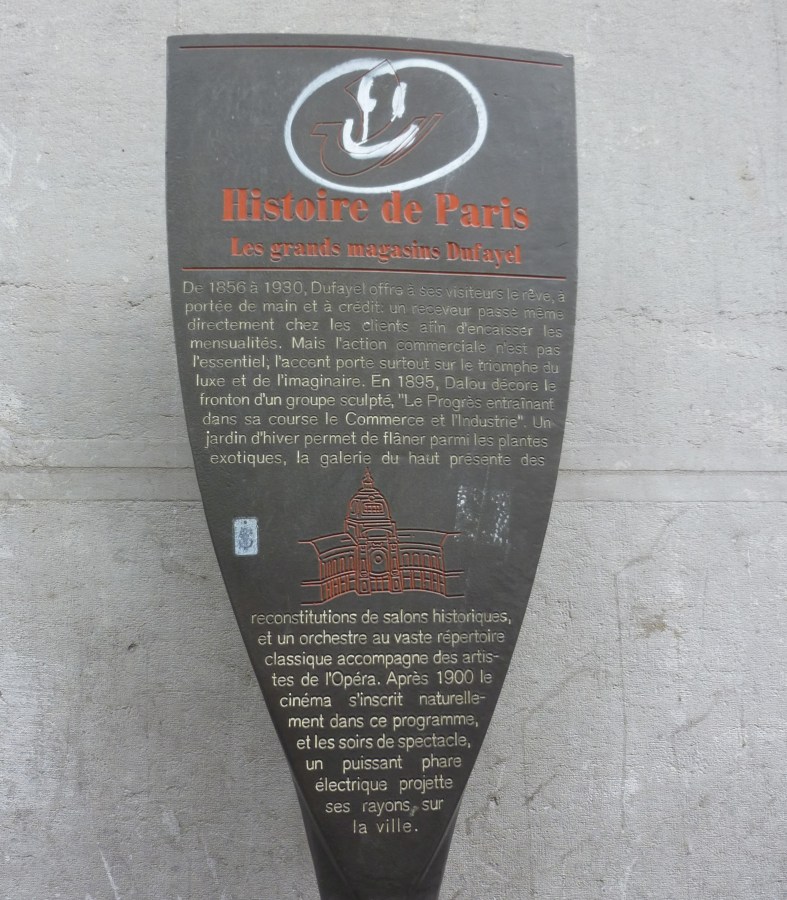 Histoire de Paris
Les grands magasins Dufayel
De 1856 à 1930, Dufayel offre à ses visiteurs le rêve, à
portée de main et à crédit: un receveur passe même
directement chez les clients afin d'encaisser les
mensualités. Mais l'action commerciale n'est pas
l'essentiel, l'accent porte surtout sur le triomphe du
luxe et de l'imaginaire. En 1895, Dalou décore le
fronton d'un groupe sculpté, "Le Progrès entraînant
dans sa course le Commerce et l'Industrie". Un
jardin d'hiver permet de flâner parmi les plantes
exotiques, la galerie du haut présente des
reconstitutions de salons historiques,
et un orchestre au vaste répertoire
classique accompagne des artis-
tes de l'Opéra. Après 1900 le
cinéma s'inscrit naturelle-
ment dans ce programme,
et les soirs de spectacle,
un puissant phare
électrique projette
ses rayons sur
la ville.